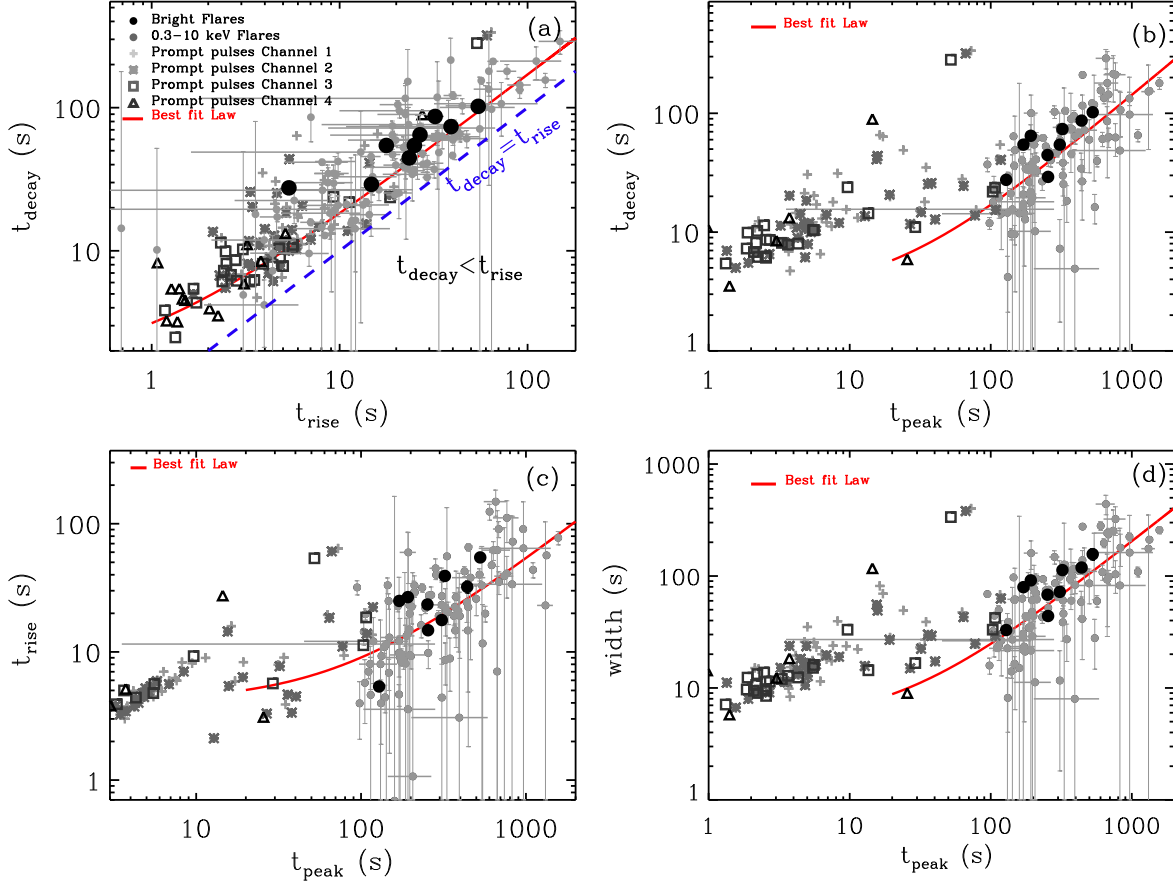 Bright Flares
0.3−10 keV Flares
Prompt pulses Channel 1
Prompt pulses Channel 2
Prompt pulses Channel 3
Prompt pulses Channel 4
Best fit Law
(a)
100
10
t_decay (s)
t_decay=t_rise
t_decay<t_rise
1 10 100
t_rise (s)
Best fit Law
(b)
100
10
1
t_decay (s)
1 10 100 1000
t_peak (s)
Best fit Law
(c)
100
10
1
t_rise (s)
10 100 1000
t_peak (s)
Best fit Law
(d)
1000
100
10
1
width (s)
1 10 100 1000
t_peak (s)